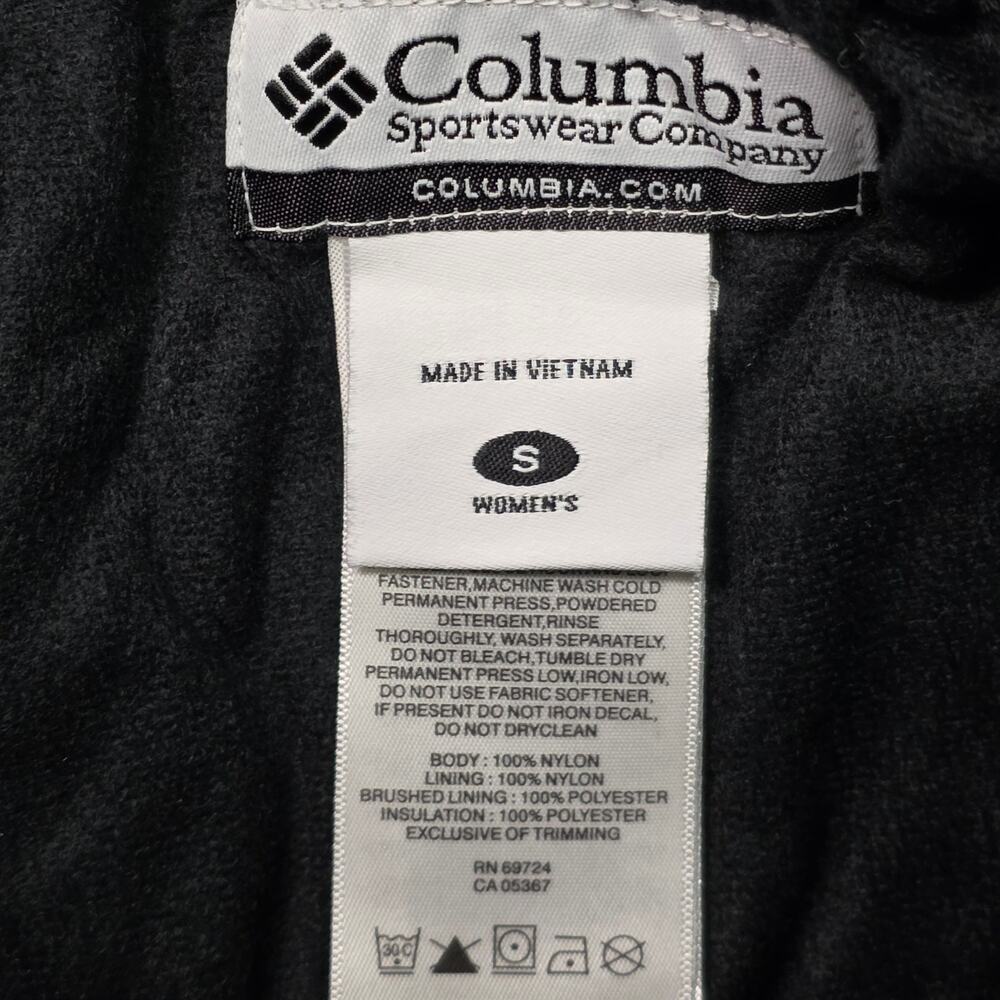 Columbia
Sportswear Company
COLUMBIA.COM
MADE IN VIETNAM
S
WOMEN'S
FASTENER,MACHINE WASH COLD
PERMANENT PRESS,POWDERED
DETERGENT,RINSE
THOROUGHLY, WASH SEPARATELY,
DO NOT BLEACH,TUMBLE DRY
PERMANENT PRESS LOW,IRON LOW,
DO NOT USE FABRIC SOFTENER,
IF PRESENT DO NOT IRON DECAL,
DO NOT DRYCLEAN
BODY : 100% NYLON
LINING : 100% NYLON
BRUSHED LINING : 100% POLYESTER
INSULATION : 100% POLYESTER
EXCLUSIVE OF TRIMMING
RN 69724
CA 05367
30C